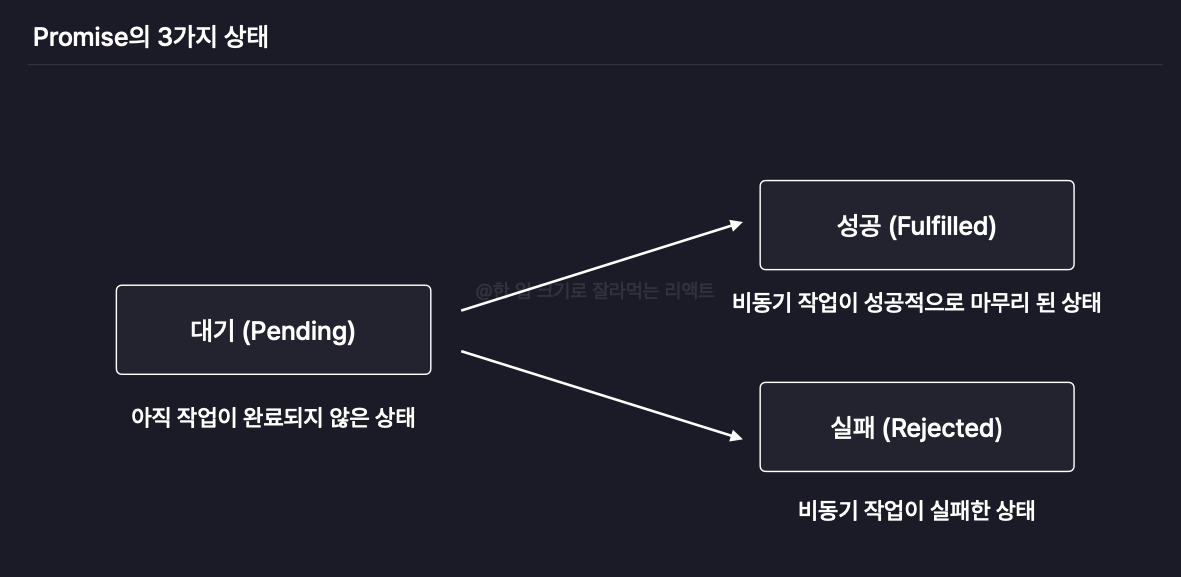 Promise의 3가지 상태
성공 (Fulfilled)
@한 입 크기로 잘라먹는 리액트
비동기 작업이 성공적으로 마무리 된 상태
대기 (Pending)
아직 작업이 완료되지 않은 상태
실패 (Rejected)
비동기 작업이 실패한 상태